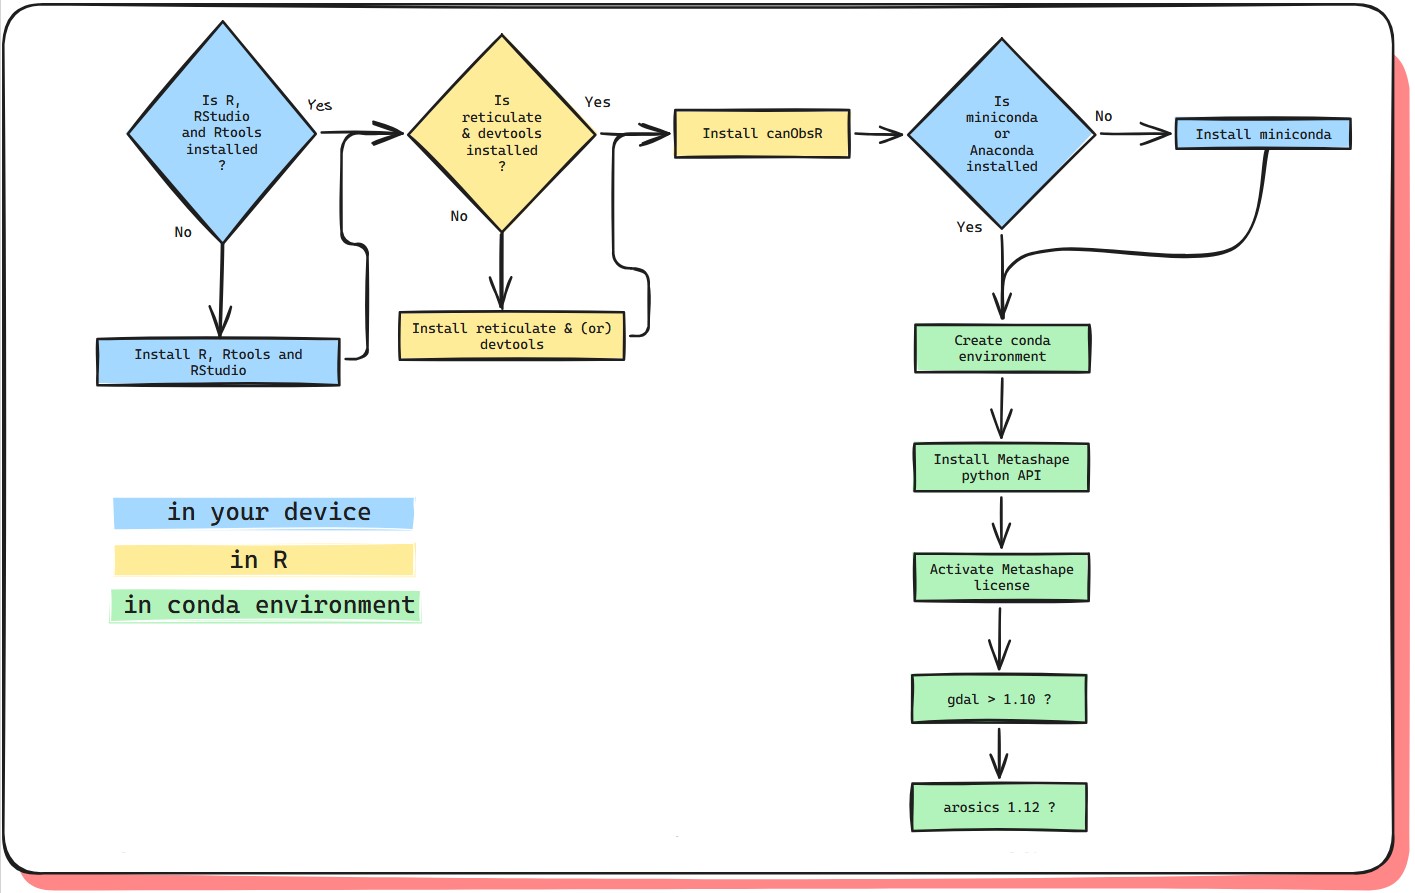 Is R,
RStudio
and Rtools
installed
?
Yes
No
Install R, Rtools and
RStudio
Is
reticulate
& devtools
installed
?
Yes
No
Install reticulate & (or)
devtools
Install canObsR
Is
miniconda
or
Anaconda
installed
No
Yes
Install miniconda
Create conda
environment
Install Metashape
python API
Activate Metashape
license
gdal > 1.10 ?
arosics 1.12 ?
in your device
in R
in conda environment